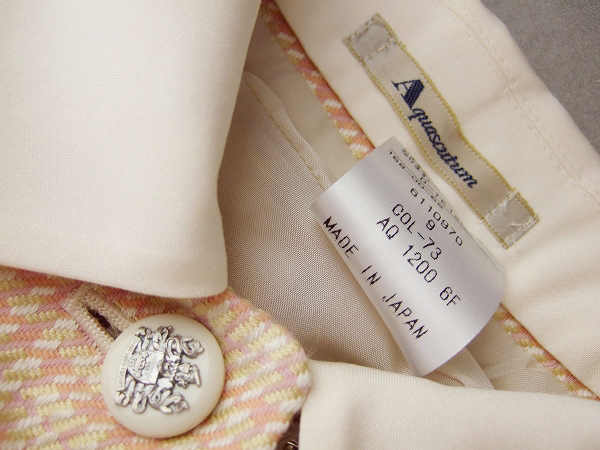 Aquascutum
6110970
9
COL-73
AQ 1200 6F
MADE IN JAPAN